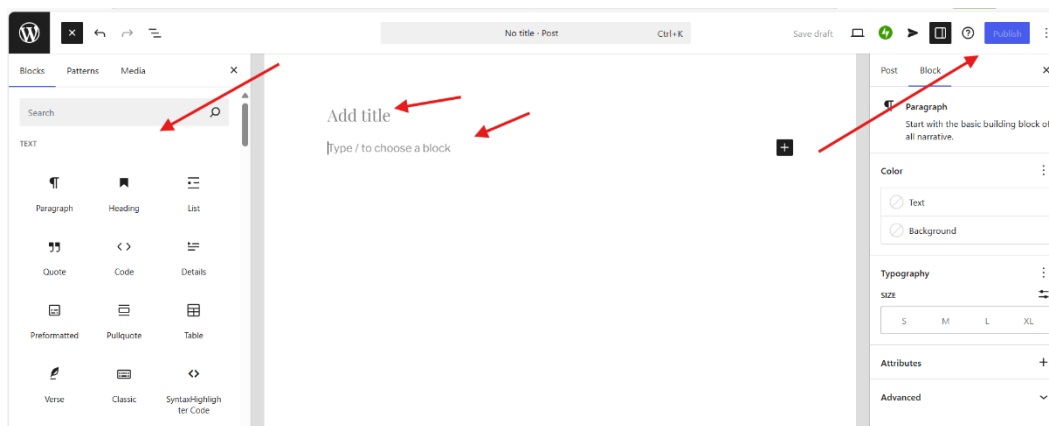 No title · Post Ctrl+K Save draft Publish
Blocks Patterns Media
Search
TEXT
Paragraph Heading List
Quote Code Details
Preformatted Pullquote Table
Verse Classic SyntaxHighligh
ter Code
Add title
Type / to choose a block
Post Block
Paragraph
Start with the basic building block of
all narrative.
Color
Text
Background
Typography
SIZE
S M L XL
Attributes
Advanced